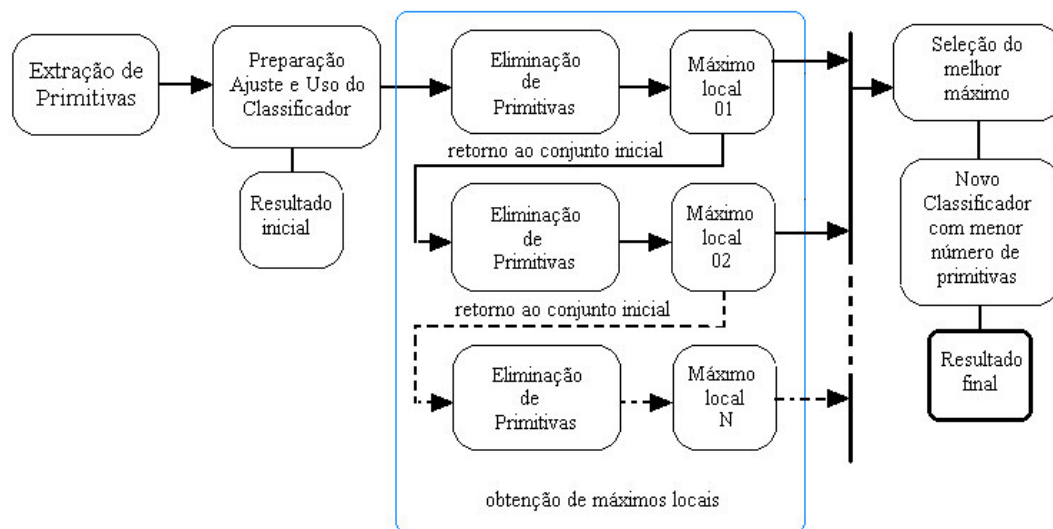 Extração de
Primitivas
Preparação
Ajuste e Uso do
Classificador
Resultado
inicial
Eliminação
de
Primitivas
Máximo
local
01
retorno ao conjunto inicial
Eliminação
de
Primitivas
Máximo
local
02
retorno ao conjunto inicial
Eliminação
de
Primitivas
Máximo
local
N
obtenção de máximos locais
Seleção do
melhor
máximo
Novo
Classificador
com menor
número de
primitivas
Resultado
final